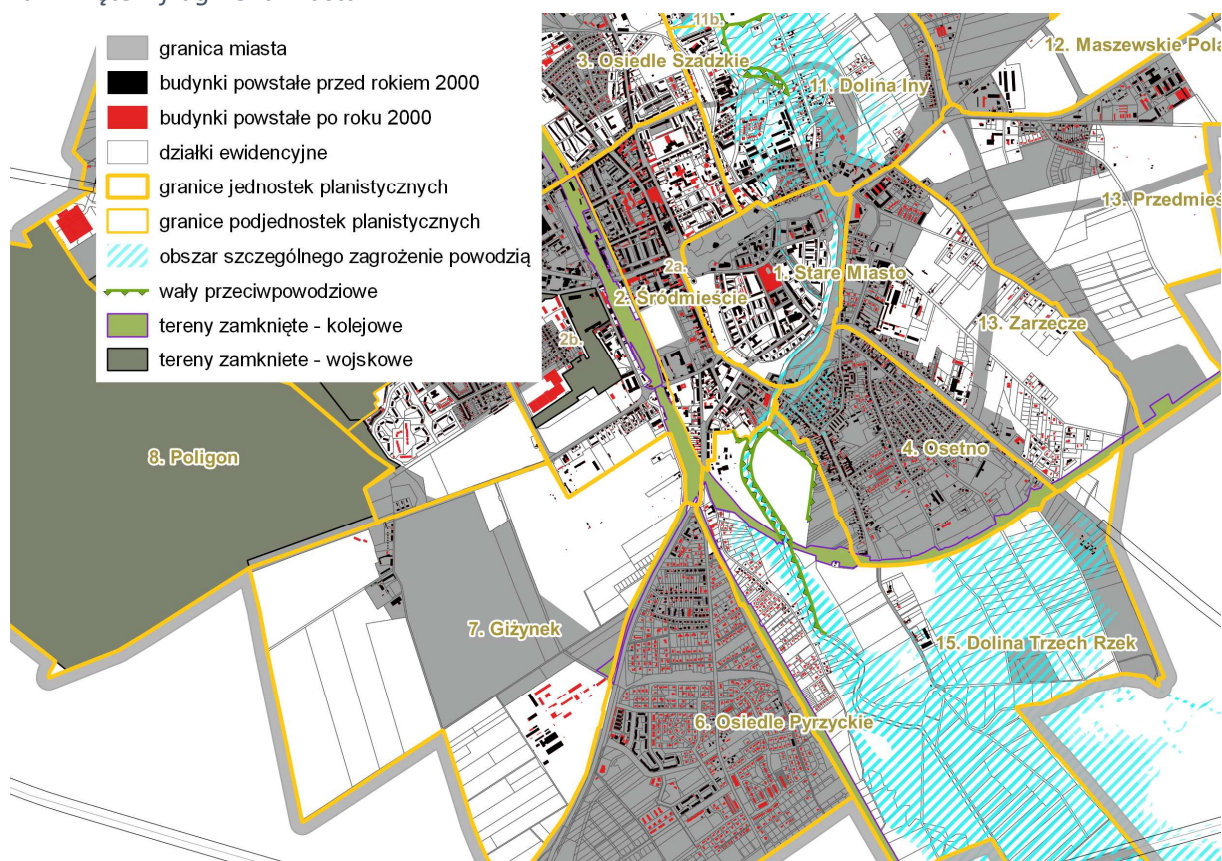 granica miasta
budynki powstałe przed rokiem 2000
budynki powstałe po roku 2000
działki ewidencyjne
granice jednostek planistycznych
granice podjednostek planistycznych
obszar szczególnego zagrożenie powodzią
wały przeciwpowodziowe
tereny zamknięte - kolejowe
tereny zamkniete - wojskowe
11b.
3. Osiedle Szadzkie
12. Maszewskie Pola
11. Dolina Iny
13. Przedmieś
2a.
1. Stare Miasto
2. Śródmieście
13. Zarzecze
2b.
8. Poligon
4. Osetno
7. Giżynek
15. Dolina Trzech Rzek
6. Osiedle Pyrzyckie